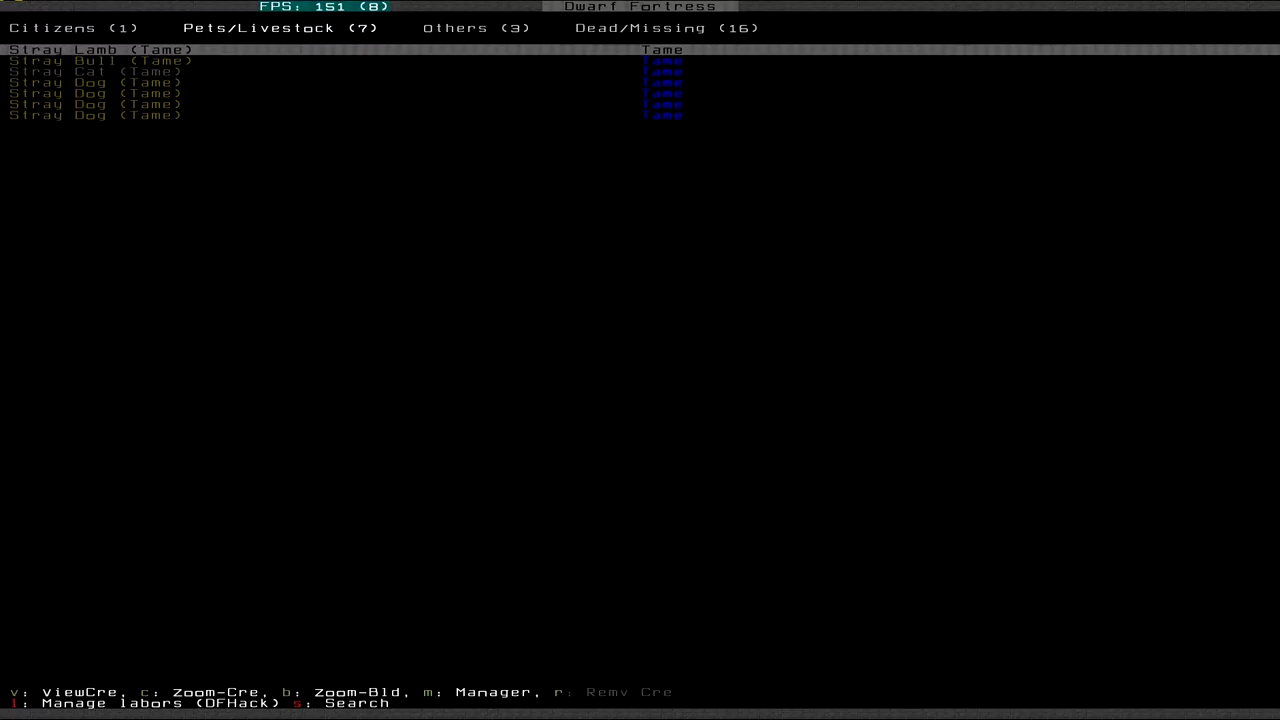 FPS: 151 (8) Dwarf Fortress
Citizens (1) Pets/Livestock (7) Others (3) Dead/Missing (16)
Stray Lamb (Tame) Tame
Stray Bull (Tame) Tame
Stray Cat (Tame) Tame
Stray Dog (Tame) Tame
Stray Dog (Tame) Tame
Stray Dog (Tame) Tame
Stray Dog (Tame) Tame
v: ViewCre, c: Zoom-Cre, b: Zoom-Bld, m: Manager, r: Remv Cre
l: Manage labors (DFHack) s: Search